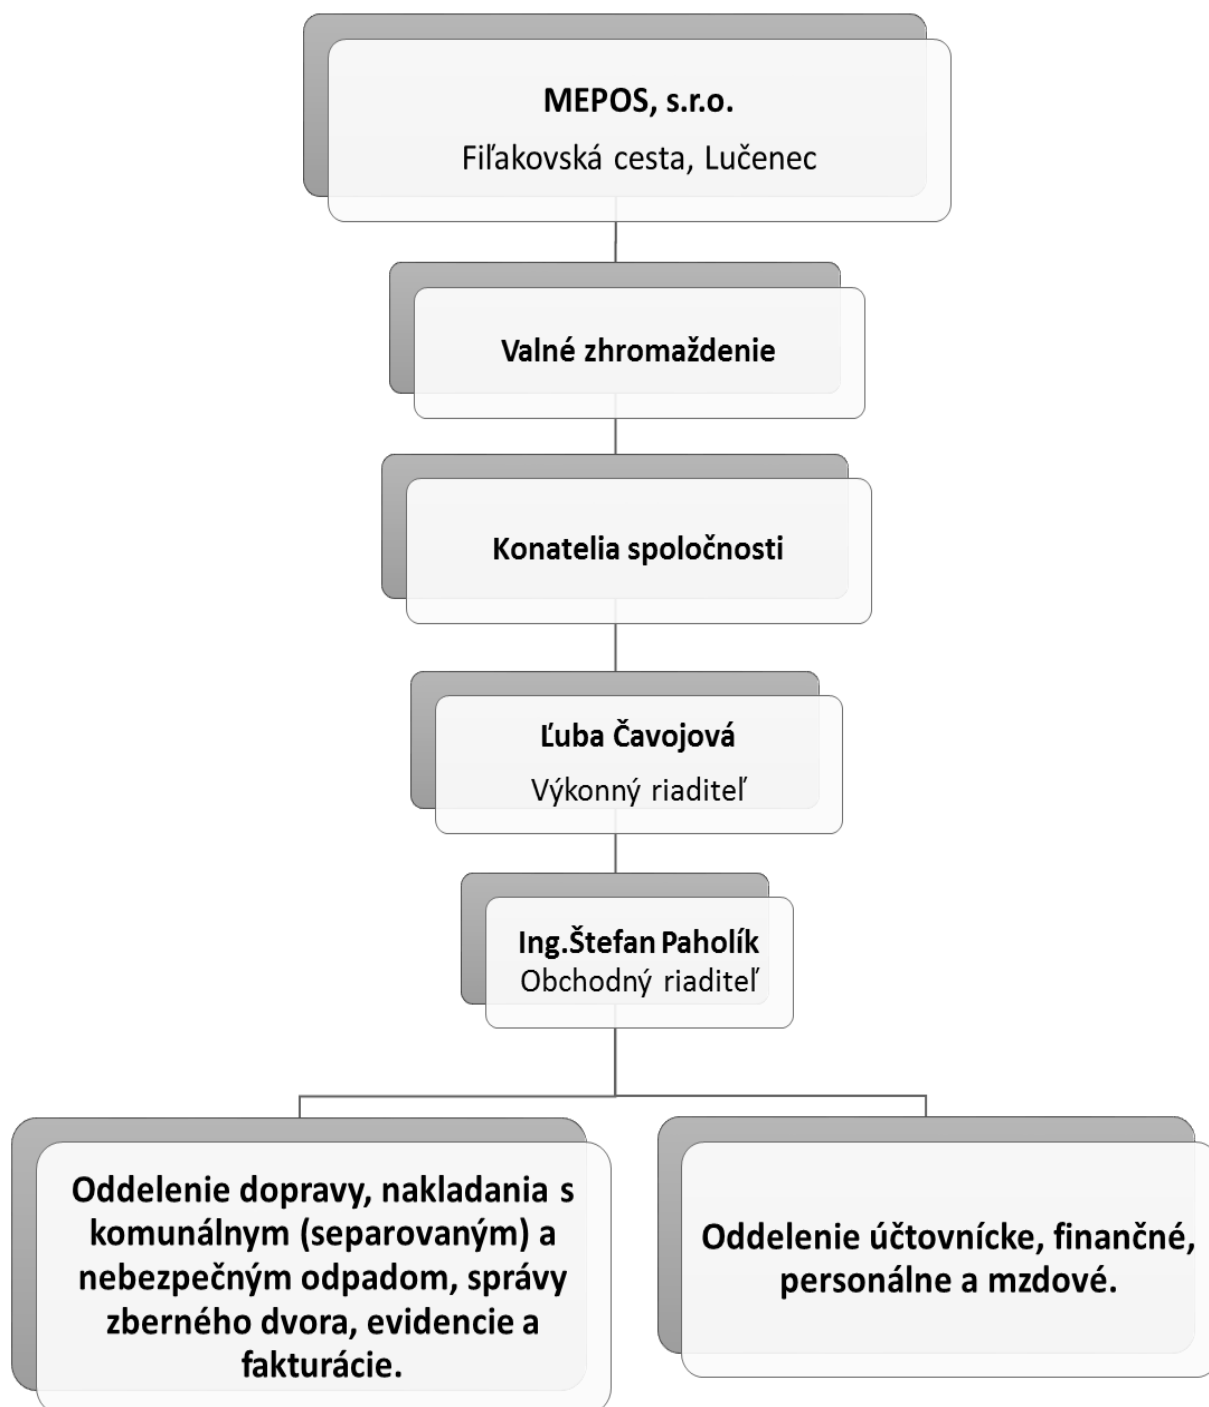 MEPOS, s.r.o.
Fiľakovská cesta, Lučenec
Valné zhromaždenie
Konatelia spoločnosti
Ľuba Čavojová
Výkonný riaditeľ
Ing.Štefan Paholík
Obchodný riaditeľ
Oddelenie dopravy, nakladania s
komunálnym (separovaným) a
nebezpečným odpadom, správy
zberného dvora, evidencie a
fakturácie.
Oddelenie účtovnícke, finančné,
personálne a mzdové.